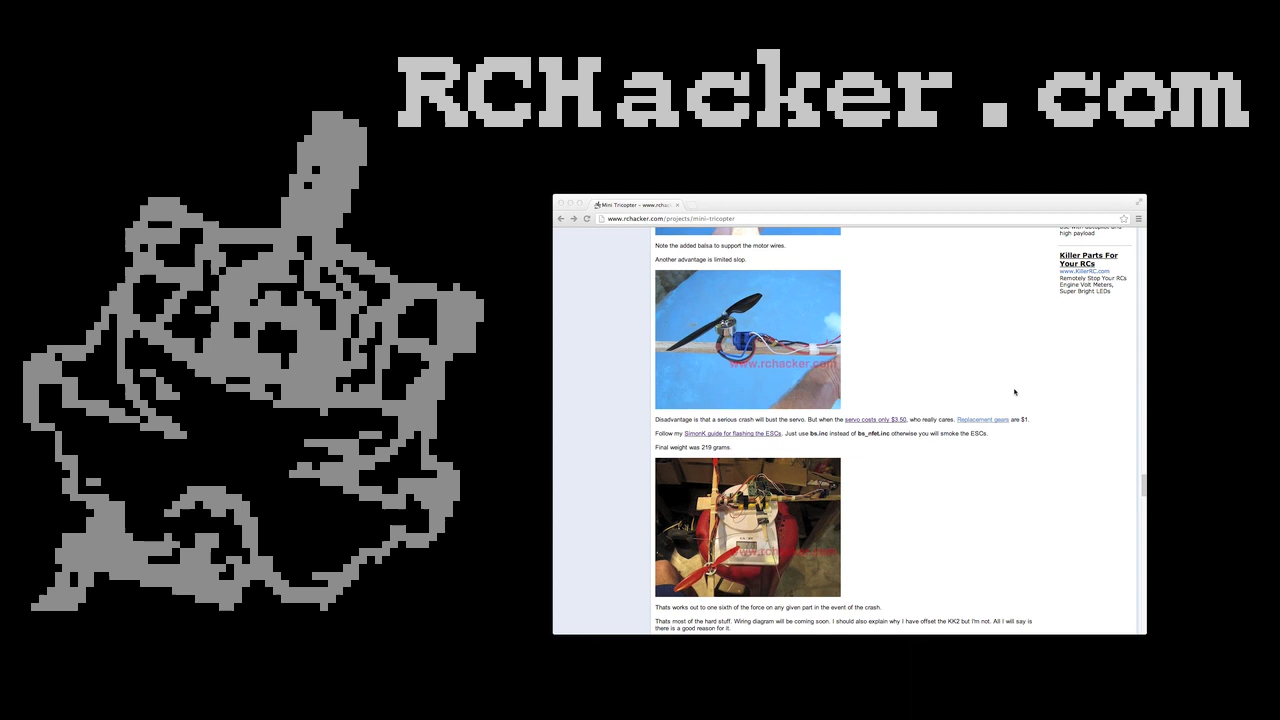 RCHacker.com
Mini Tricopter – www.rchac
www.rchacker.com/projects/mini-tricopter
use with autopilot and
high payload
Note the added balsa to support the motor wires.
Another advantage is limited slop.
Killer Parts For
Your RCs
www.KillerRC.com
Remotely Stop Your RCs
Engine Volt Meters,
Super Bright LEDs
www.rchacker.com
Disadvantage is that a serious crash will bust the servo. But when the servo costs only $3.50, who really cares. Replacement gears are $1.
Follow my SimonK guide for flashing the ESCs. Just use bs.inc instead of bs_nfet.inc otherwise you will smoke the ESCs.
Final weight was 219 grams.
www.rchacker.com
Thats works out to one sixth of the force on any given part in the event of the crash.
Thats most of the hard stuff. Wiring diagram will be coming soon. I should also explain why I have offset the KK2 but I'm not. All I will say is
there is a good reason for it.